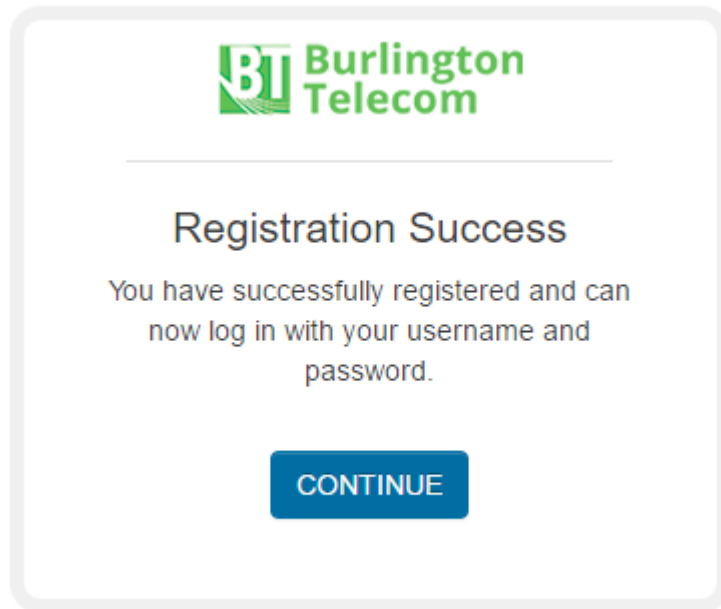 BT Burlington
Telecom
Registration Success
You have successfully registered and can
now log in with your username and
password.
CONTINUE